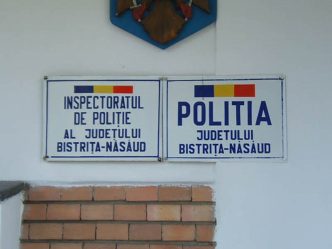 INSPECTORATUL
DE POLIȚIE
AL JUDEȚULUI
BISTRIȚA-NĂSĂUD
POLIȚIA
JUDEȚULUI
BISTRIȚA-NĂSĂUD